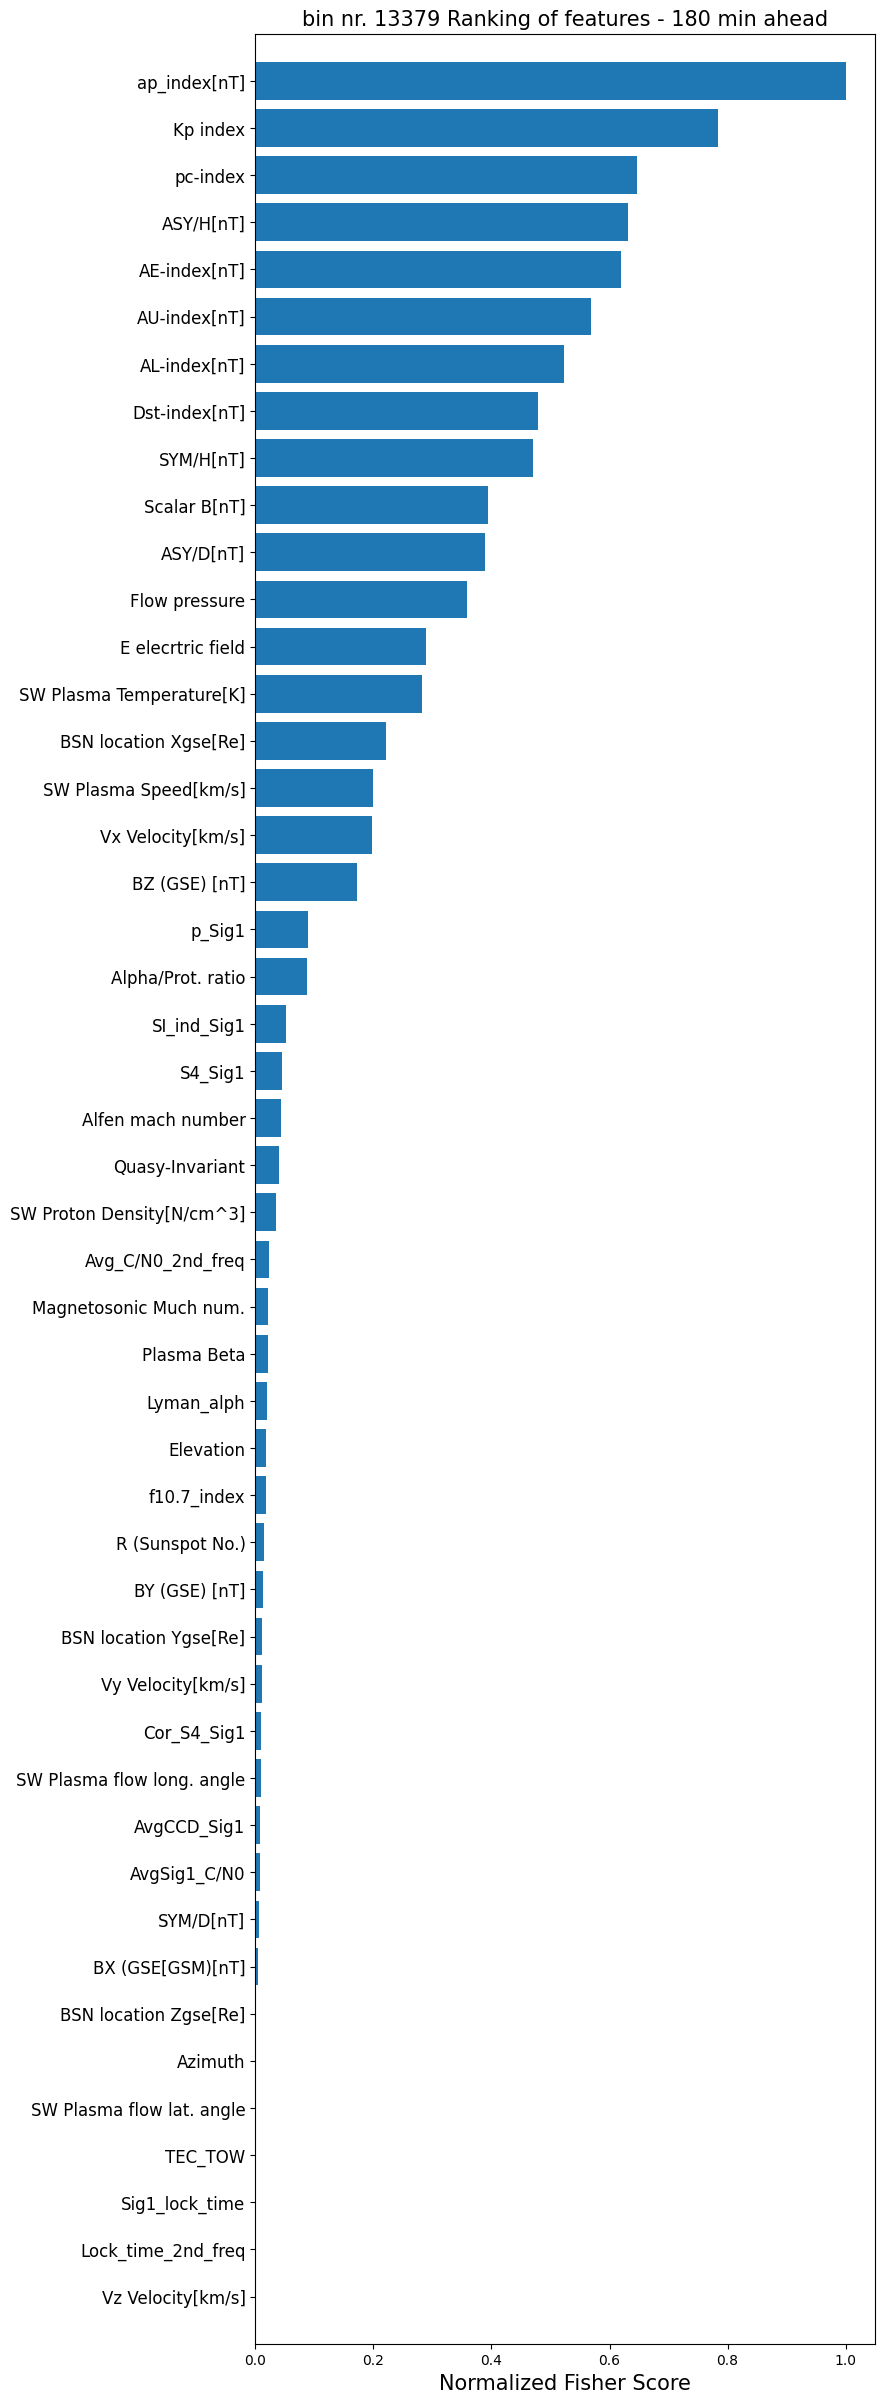 bin nr. 13379 Ranking of features - 180 min ahead
ap_index[nT]
Kp index
pc-index
ASY/H[nT]
AE-index[nT]
AU-index[nT]
AL-index[nT]
Dst-index[nT]
SYM/H[nT]
Scalar B[nT]
ASY/D[nT]
Flow pressure
E elecrtric field
SW Plasma Temperature[K]
BSN location Xgse[Re]
SW Plasma Speed[km/s]
Vx Velocity[km/s]
BZ (GSE) [nT]
p_Sig1
Alpha/Prot. ratio
SI_ind_Sig1
S4_Sig1
Alfen mach number
Quasy-Invariant
SW Proton Density[N/cm^3]
Avg_C/N0_2nd_freq
Magnetosonic Much num.
Plasma Beta
Lyman_alph
Elevation
f10.7_index
R (Sunspot No.)
BY (GSE) [nT]
BSN location Ygse[Re]
Vy Velocity[km/s]
Cor_S4_Sig1
SW Plasma flow long. angle
AvgCCD_Sig1
AvgSig1_C/N0
SYM/D[nT]
BX (GSE[GSM)[nT]
BSN location Zgse[Re]
Azimuth
SW Plasma flow lat. angle
TEC_TOW
Sig1_lock_time
Lock_time_2nd_freq
Vz Velocity[km/s]
0.0 0.2 0.4 0.6 0.8 1.0
Normalized Fisher Score